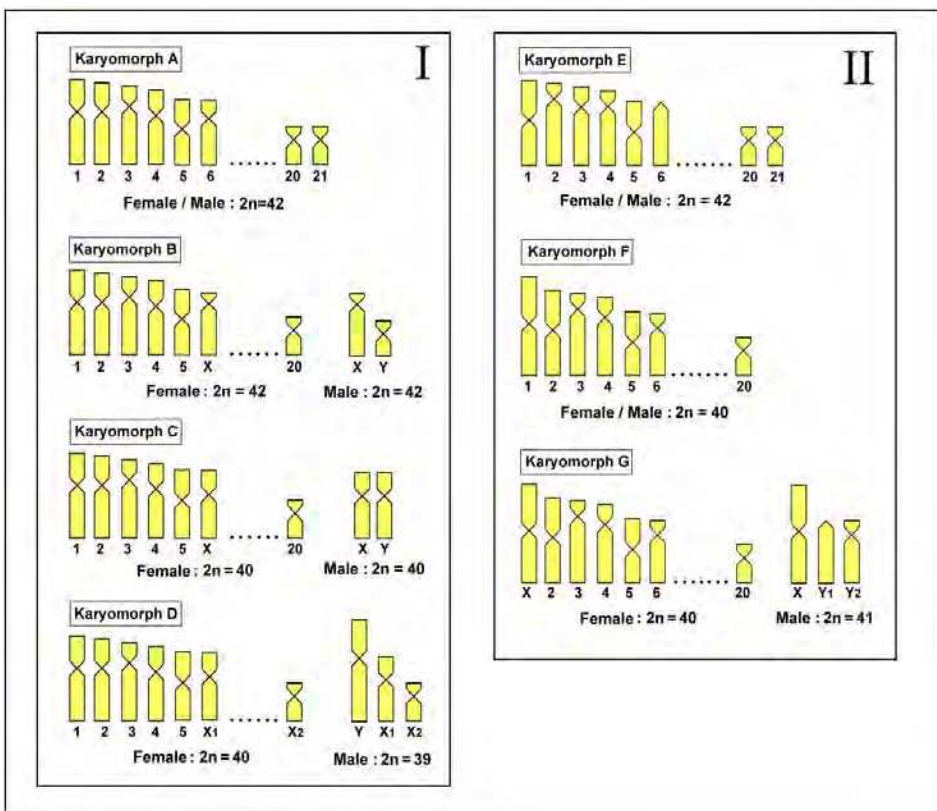 I
Karyomorph A
1 2 3 4 5 6 ...... 20 21
Female / Male : 2n=42
Karyomorph B
1 2 3 4 5 X ...... 20 X Y
Female : 2n = 42 Male : 2n = 42
Karyomorph C
1 2 3 4 5 X ...... 20 X Y
Female : 2n = 40 Male : 2n = 40
Karyomorph D
1 2 3 4 5 X1 ...... X2 Y X1 X2
Female : 2n = 40 Male : 2n = 39
II
Karyomorph E
1 2 3 4 5 6 ....... 20 21
Female / Male : 2n = 42
Karyomorph F
1 2 3 4 5 6 ....... 20
Female / Male : 2n = 40
Karyomorph G
X 2 3 4 5 6 ....... 20 X Y1 Y2
Female : 2n = 40 Male : 2n = 41